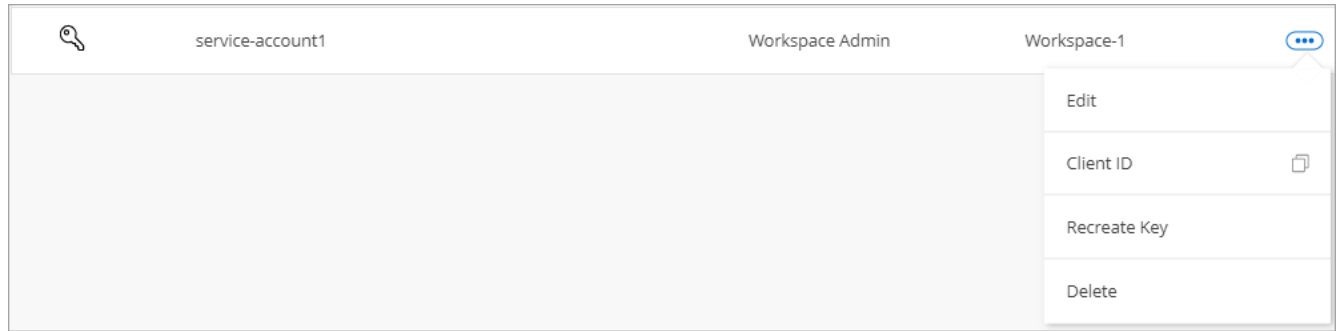 service-account1 Workspace Admin Workspace-1
Edit
Client ID
Recreate Key
Delete